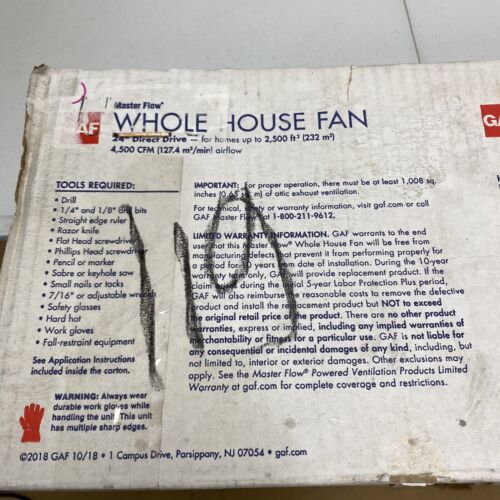 GAF
Master Flow®
WHOLE HOUSE FAN
24" Direct Drive — for homes up to 2,500 ft² (232 m²)
4,500 CFM (127.4 m³/min) airflow
TOOLS REQUIRED:
• Drill
• 1/4" and 1/8" drill bits
• Straight edge ruler
• Razor knife
• Flat Head screwdriver
• Phillips Head screwdriver
• Pencil or marker
• Sabre or keyhole saw
• Small nails or tacks
• 7/16" or adjustable wrench
• Safety glasses
• Hard hat
• Work gloves
• Fall-restraint equipment
See Application Instructions
included inside the carton.
WARNING: Always wear
durable work gloves while
handling the unit. This unit
has multiple sharp edges.
IMPORTANT: For proper operation, there must be at least 1,008 sq.
inches (0.65 sq. m) of attic exhaust ventilation.
For technical, safety or warranty information, visit gaf.com or call
GAF Master Flow at 1-800-211-9612.
LIMITED WARRANTY INFORMATION. GAF warrants to the end
user that this Master Flow® Whole House Fan will be free from
manufacturing defects that prevent it from performing properly for
a period of 10 years from date of installation. During the 10-year
warranty term only, GAF will provide replacement product. If the
claim is made during the initial 5-year Labor Protection Plus period,
GAF will also reimburse the reasonable costs to remove the defective
product and install the replacement product but NOT to exceed
the original retail price of the product. There are no other product
warranties, express or implied, including any implied warranties of
merchantability or fitness for a particular use. GAF is not liable for
any consequential or incidental damages of any kind, including, but
not limited to, interior or exterior damages. Other exclusions may
apply. See the Master Flow® Powered Ventilation Products Limited
Warranty at gaf.com for complete coverage and restrictions.
©2018 GAF 10/18 • 1 Campus Drive, Parsippany, NJ 07054 • gaf.com